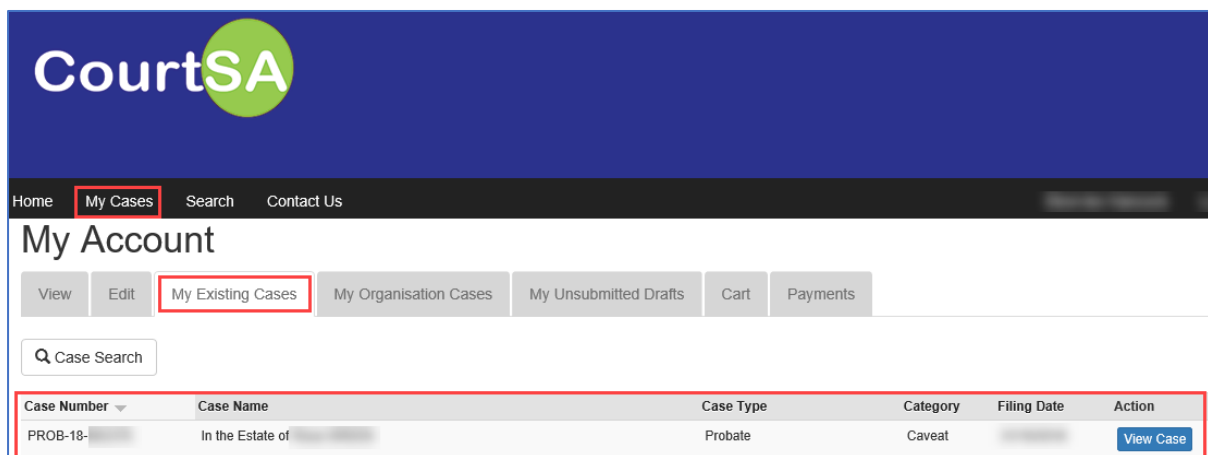 CourtSA
Home My Cases Search Contact Us
My Account
View Edit My Existing Cases My Organisation Cases My Unsubmitted Drafts Cart Payments
Case Search
Case Number Case Name Case Type Category Filing Date Action
PROB-18- In the Estate of Probate Caveat View Case